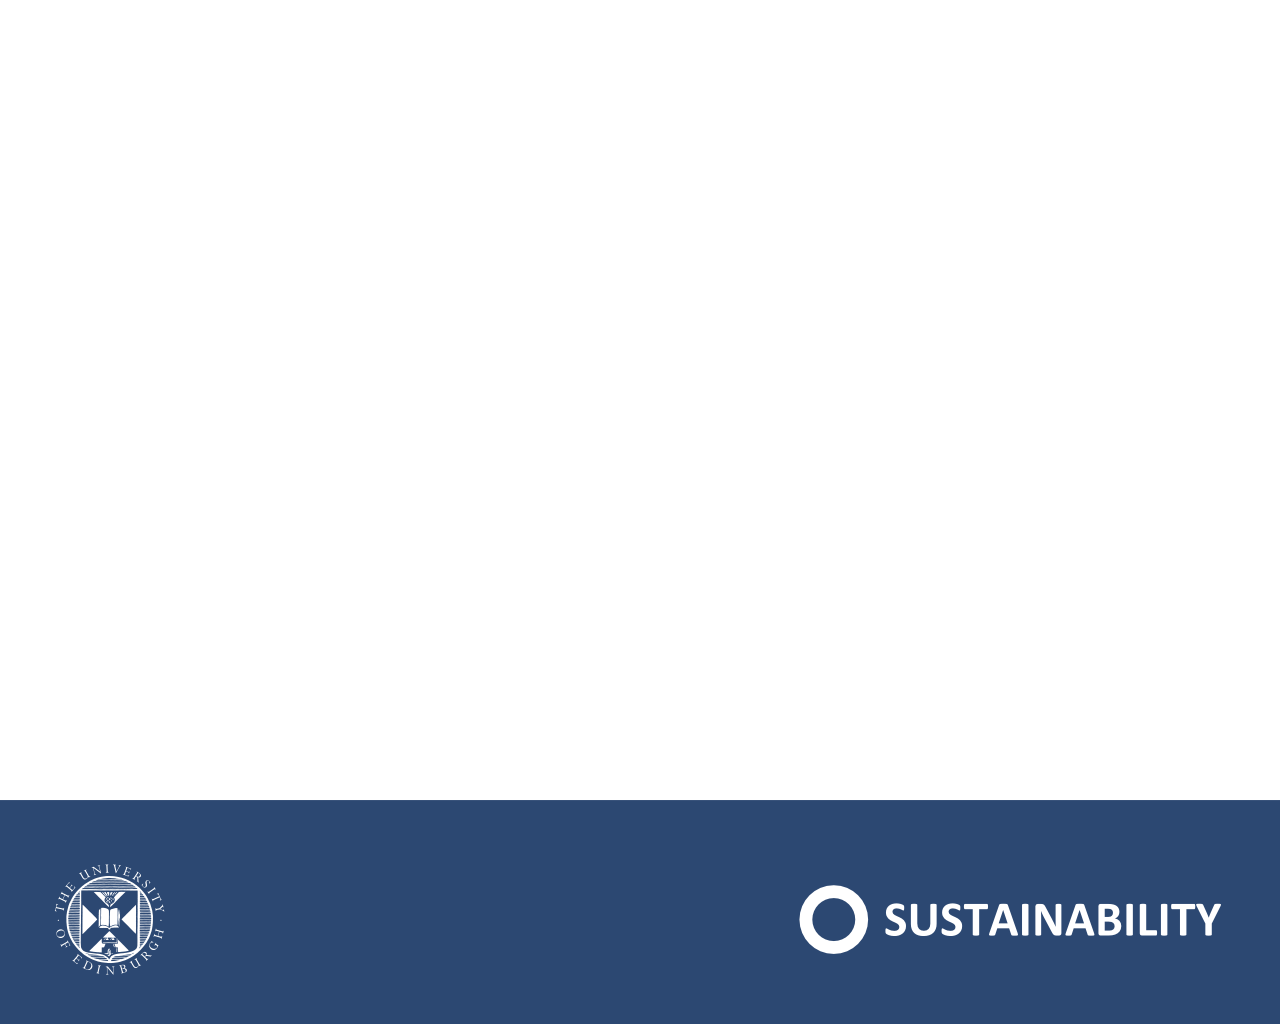 THE UNIVERSITY
OF EDINBURGH
SUSTAINABILITY